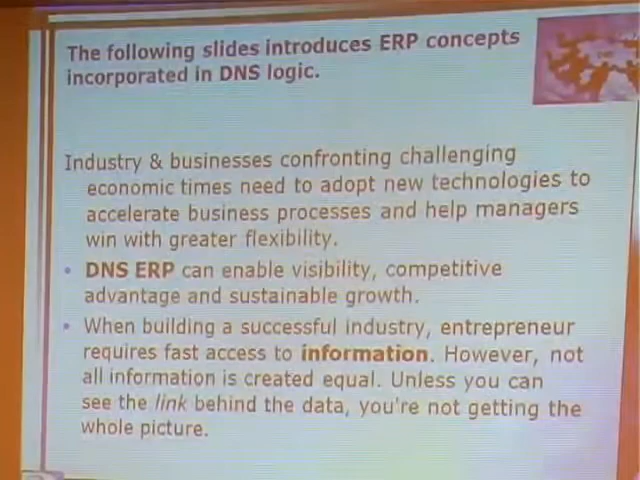 The following slides introduces ERP concepts
incorporated in DNS logic.
Industry & businesses confronting challenging
economic times need to adopt new technologies to
accelerate business processes and help managers
win with greater flexibility.
• DNS ERP can enable visibility, competitive
advantage and sustainable growth.
• When building a successful industry, entrepreneur
requires fast access to information. However, not
all information is created equal. Unless you can
see the link behind the data, you're not getting the
whole picture.